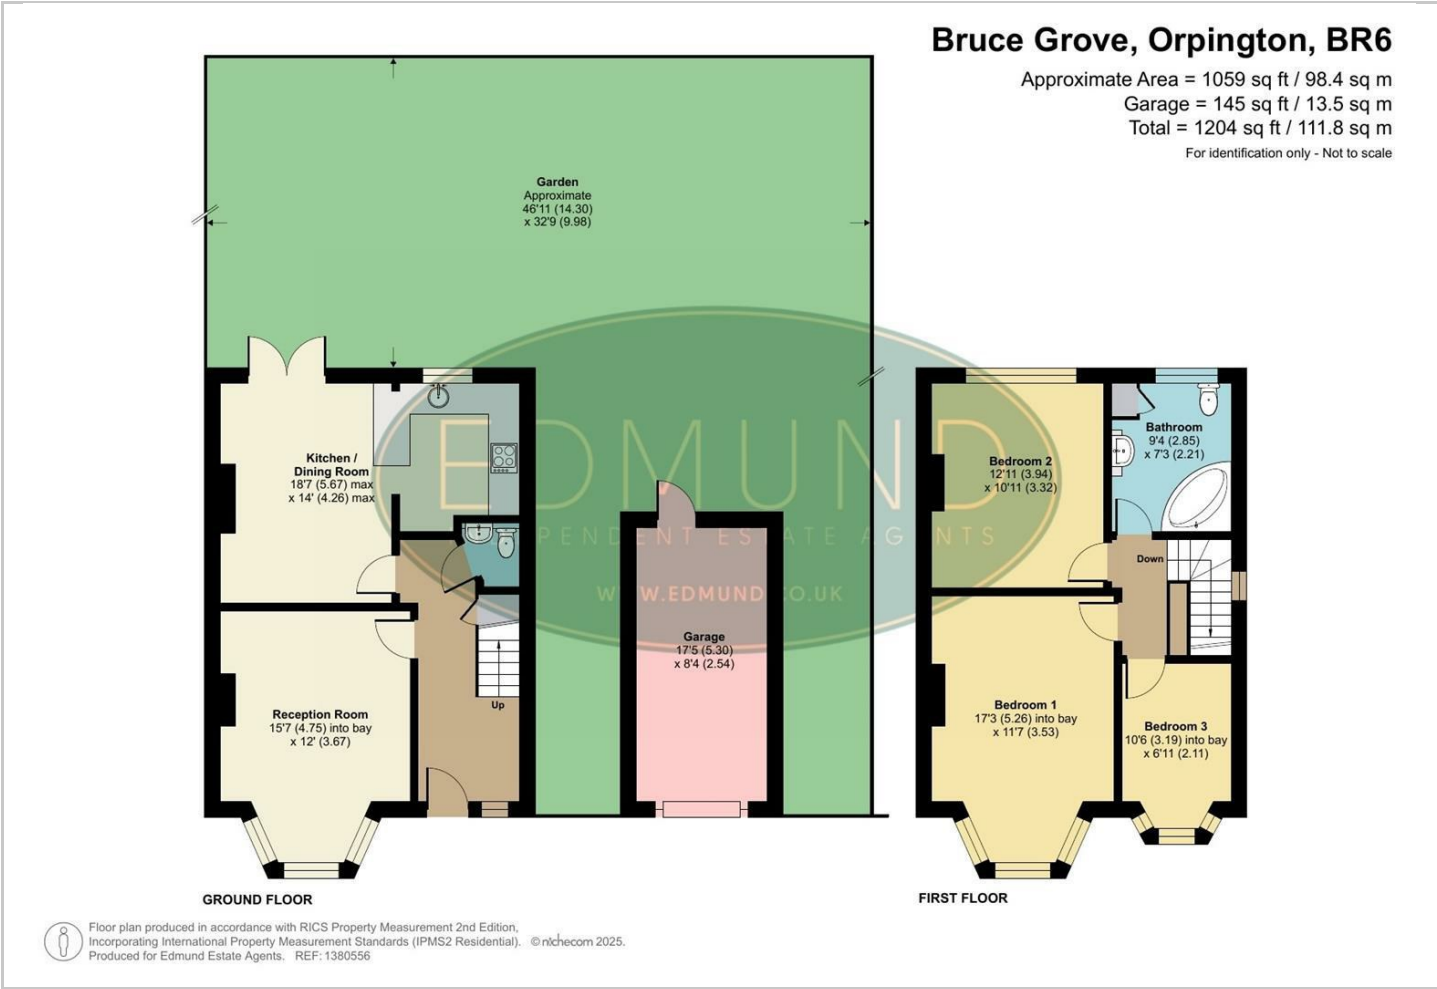 Bruce Grove, Orpington, BR6
Approximate Area = 1059 sq ft / 98.4 sq m
Garage = 145 sq ft / 13.5 sq m
Total = 1204 sq ft / 111.8 sq m
For identification only - Not to scale
Garden
Approximate
46'11 (14.30)
x 32'9 (9.98)
EDMUND
PENDENT ESTATE AGENTS
WWW.EDMUND.CO.UK
Kitchen /
Dining Room
18'7 (5.67) max
x 14' (4.26) max
Garage
17'5 (5.30)
x 8'4 (2.54)
Up
Reception Room
15'7 (4.75) into bay
x 12' (3.67)
GROUND FLOOR
Bathroom
9'4 (2.85)
x 7'3 (2.21)
Bedroom 2
12'11 (3.94)
x 10'11 (3.32)
Down
Bedroom 1
17'3 (5.26) into bay
x 11'7 (3.53)
Bedroom 3
10'6 (3.19) into bay
x 6'11 (2.11)
FIRST FLOOR
Floor plan produced in accordance with RICS Property Measurement 2nd Edition,
Incorporating International Property Measurement Standards (IPMS2 Residential). © nichecom 2025.
Produced for Edmund Estate Agents. REF: 1380556